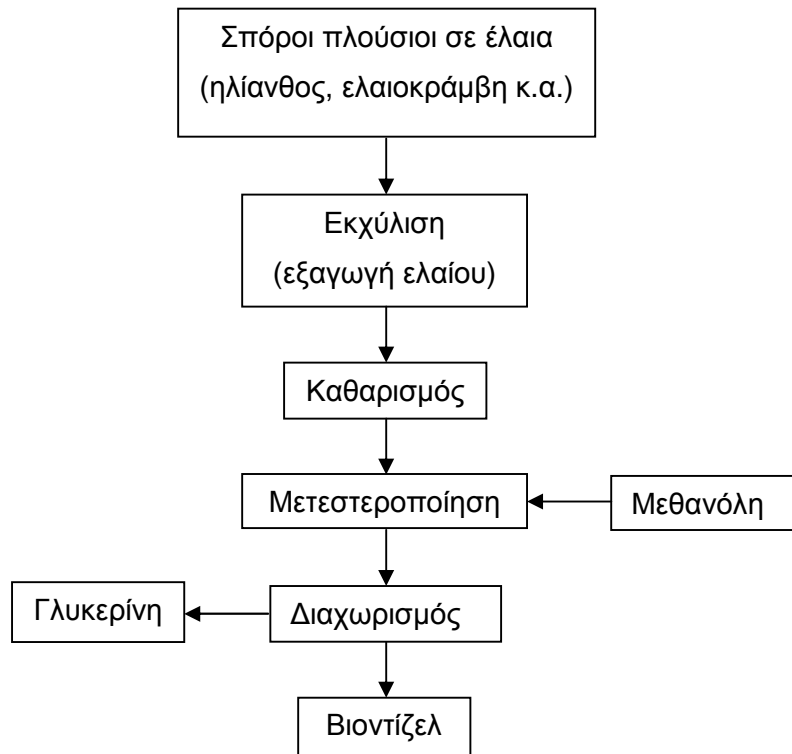 Σπόροι πλούσιοι σε έλαια
(ηλίανθος, ελαιοκράμβη κ.α.)
Εκχύλιση
(εξαγωγή ελαίου)
Καθαρισμός
Μετεστεροποίηση
Μεθανόλη
Γλυκερίνη
Διαχωρισμός
Βιοντίζελ